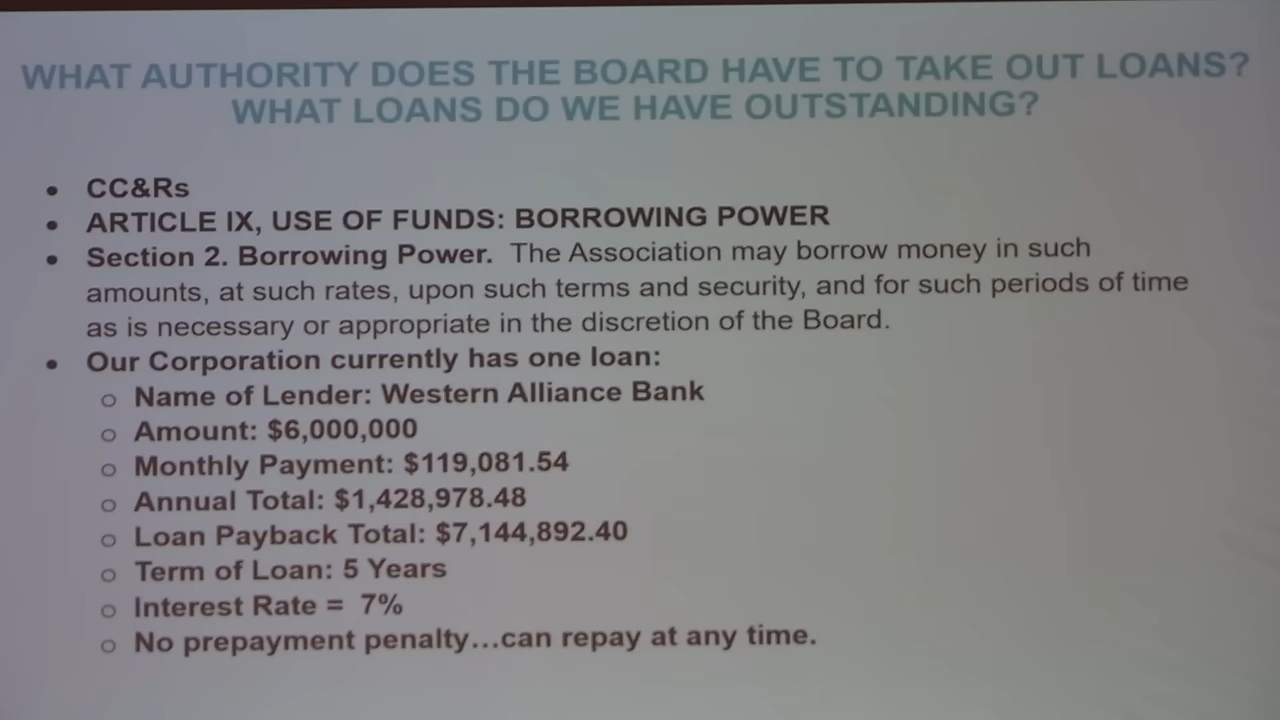 WHAT AUTHORITY DOES THE BOARD HAVE TO TAKE OUT LOANS?
WHAT LOANS DO WE HAVE OUTSTANDING?
• CC&Rs
• ARTICLE IX, USE OF FUNDS: BORROWING POWER
• Section 2. Borrowing Power. The Association may borrow money in such
amounts, at such rates, upon such terms and security, and for such periods of time
as is necessary or appropriate in the discretion of the Board.
• Our Corporation currently has one loan:
o Name of Lender: Western Alliance Bank
o Amount: $6,000,000
o Monthly Payment: $119,081.54
o Annual Total: $1,428,978.48
o Loan Payback Total: $7,144,892.40
o Term of Loan: 5 Years
o Interest Rate = 7%
o No prepayment penalty...can repay at any time.